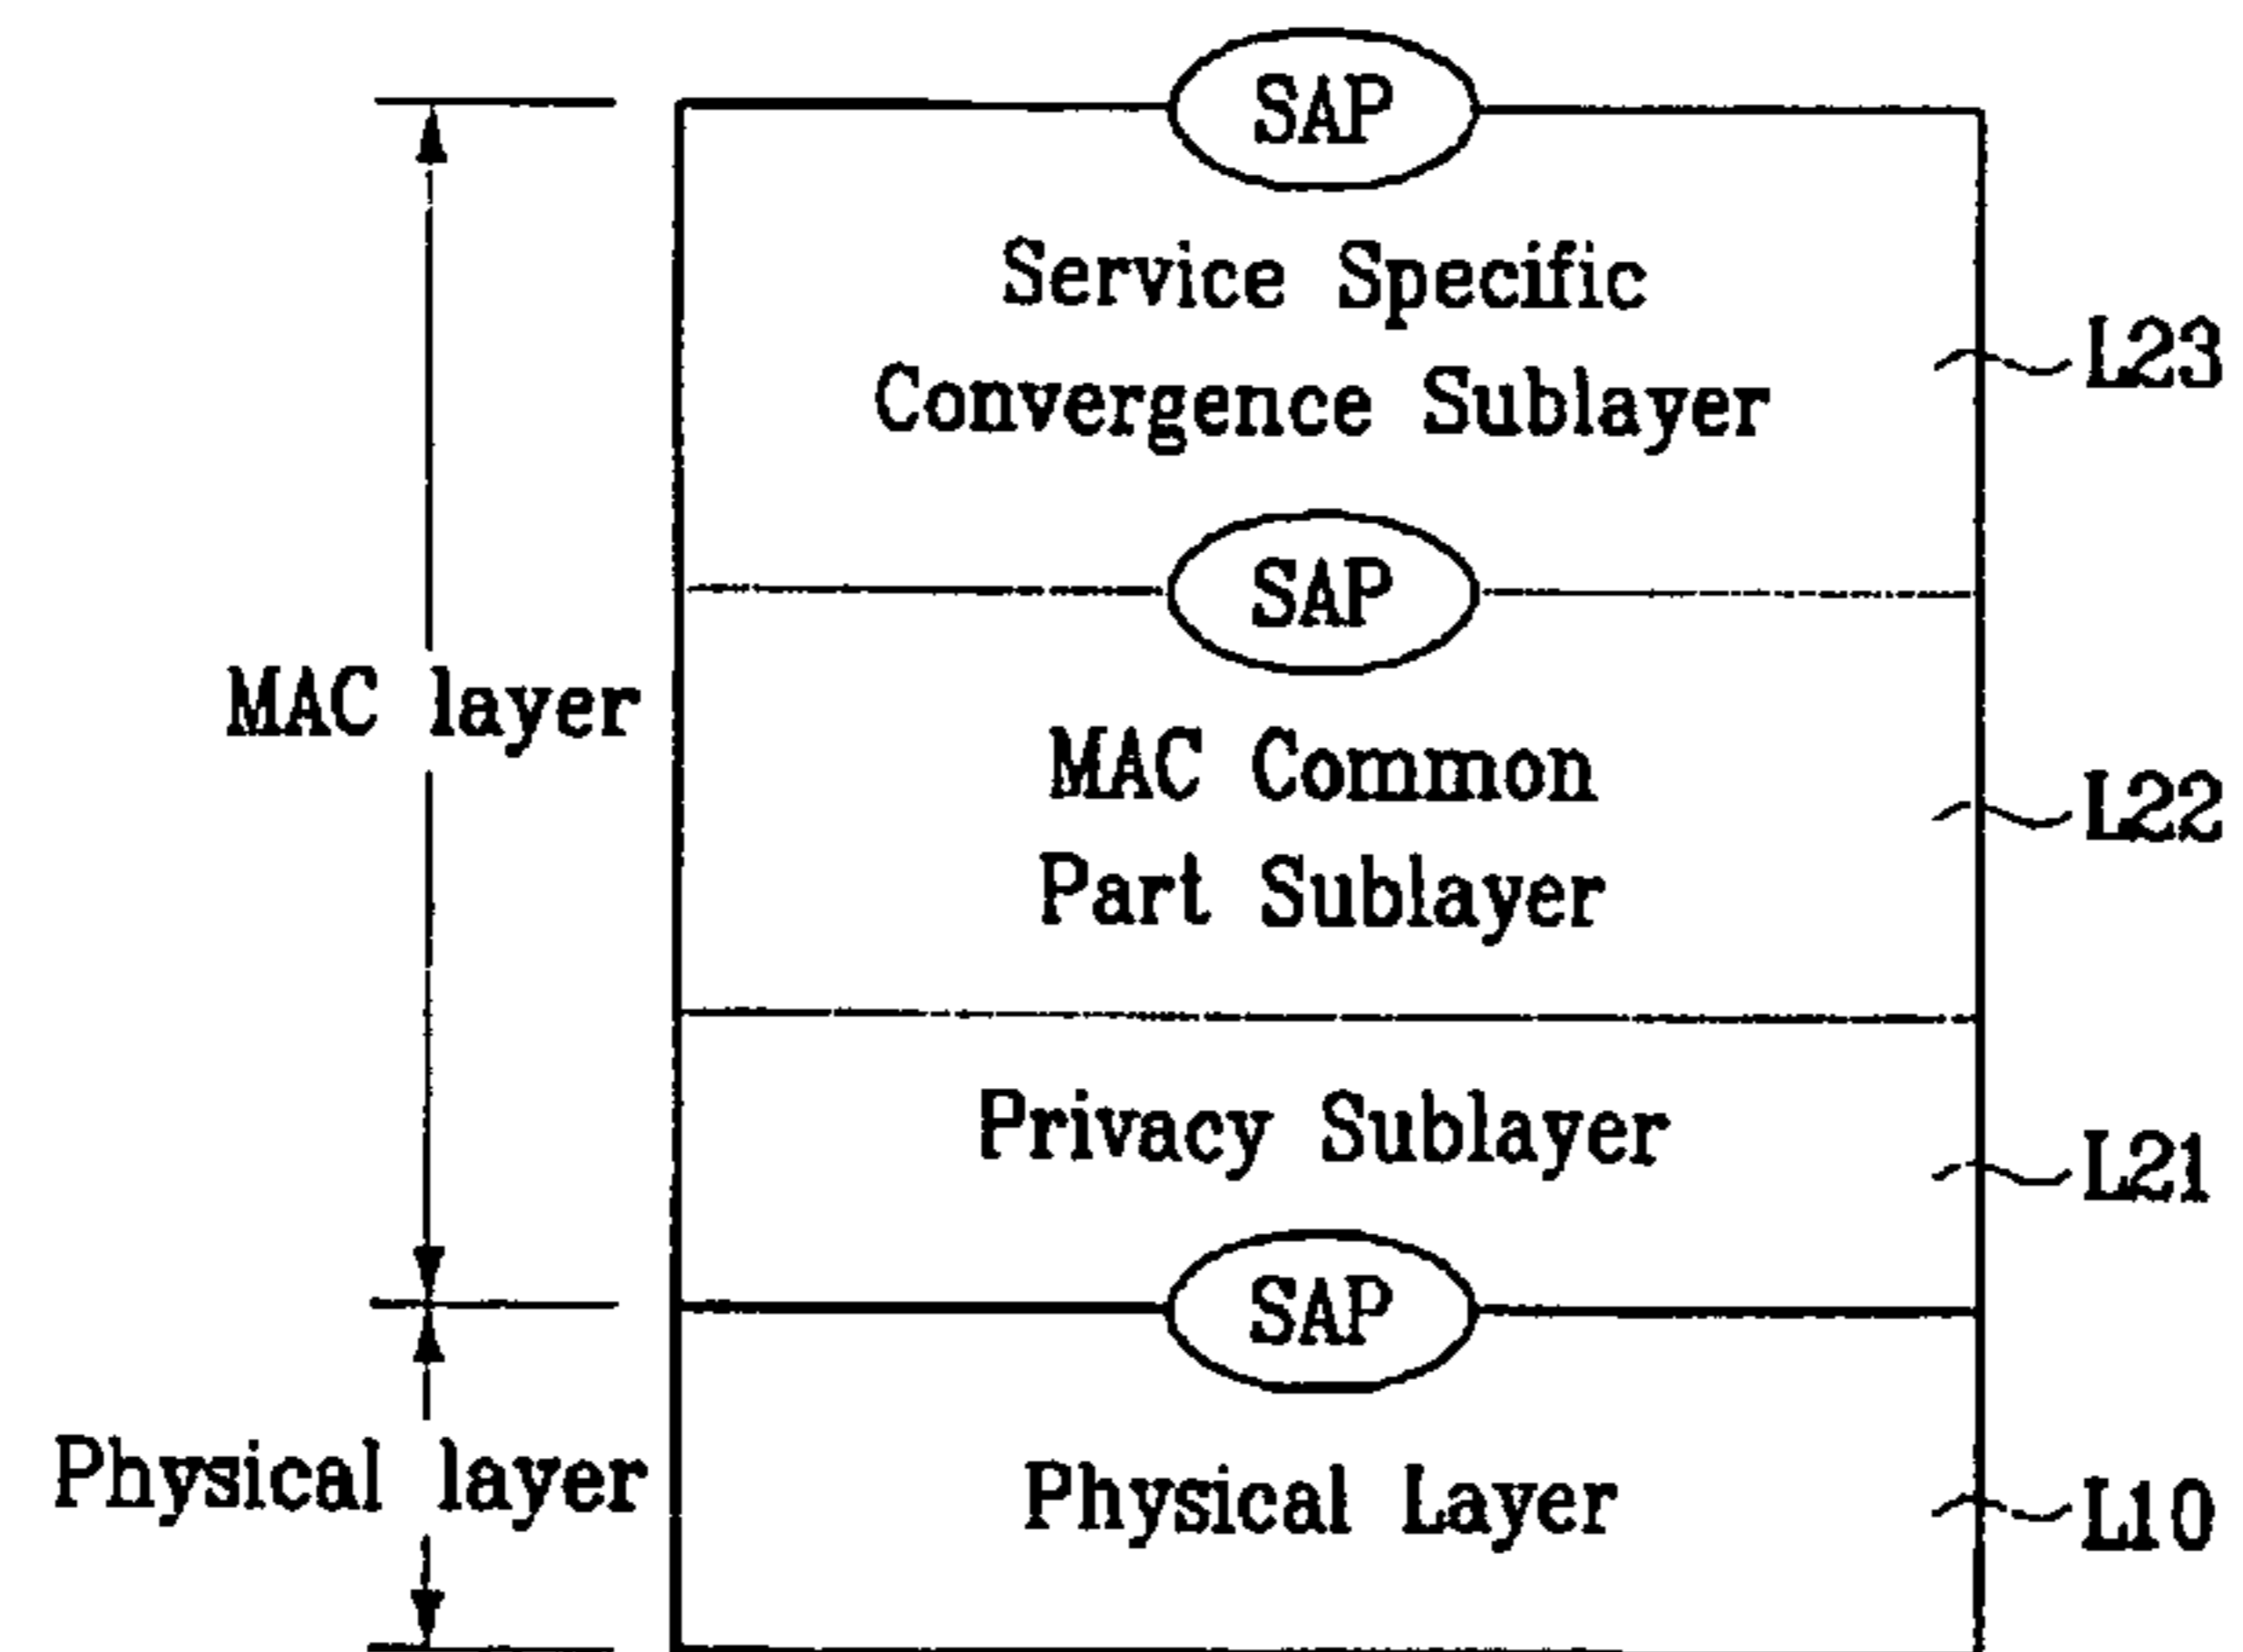 SAP
Service Specific
Convergence Sublayer
L23
SAP
MAC layer
MAC Common
Part Sublayer
L22
Privacy Sublayer
L21
SAP
Physical layer
Physical Layer
L10